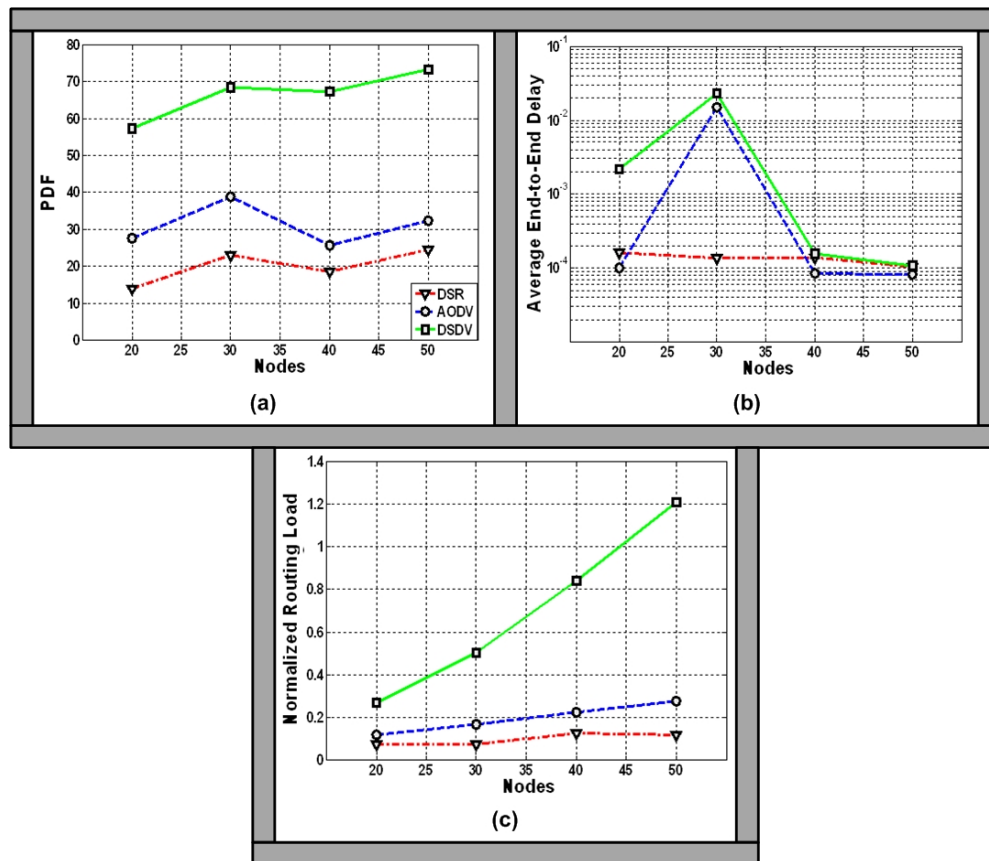 80
70
60
50
40
30
20
10
0
PDF
20 25 30 35 40 45 50
Nodes
DSR
AODV
DSDV
(a)
10-1
10-2
10-3
10-4
Average End-to-End Delay
20 25 30 35 40 45 50
Nodes
(b)
1.4
1.2
1
0.8
0.6
0.4
0.2
0
Normalized Routing Load
20 25 30 35 40 45 50
Nodes
(c)